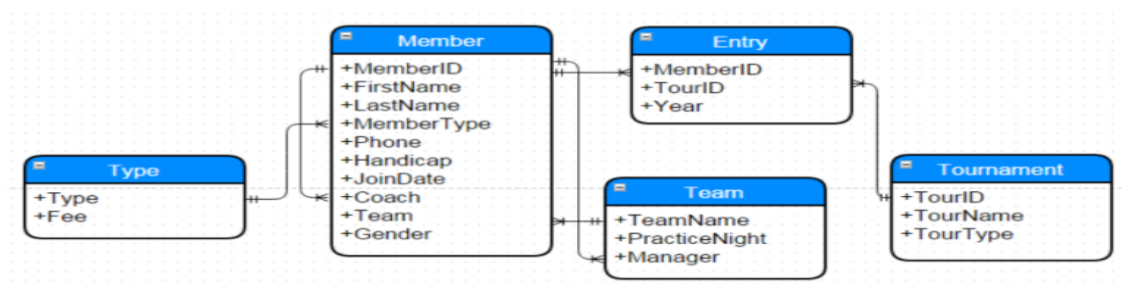 Member
+MemberID
+FirstName
+LastName
+MemberType
+Phone
+Handicap
+JoinDate
+Coach
+Team
+Gender
Entry
+MemberID
+TourID
+Year
Type
+Type
+Fee
Team
+TeamName
+PracticeNight
+Manager
Tournament
+TourID
+TourName
+TourType